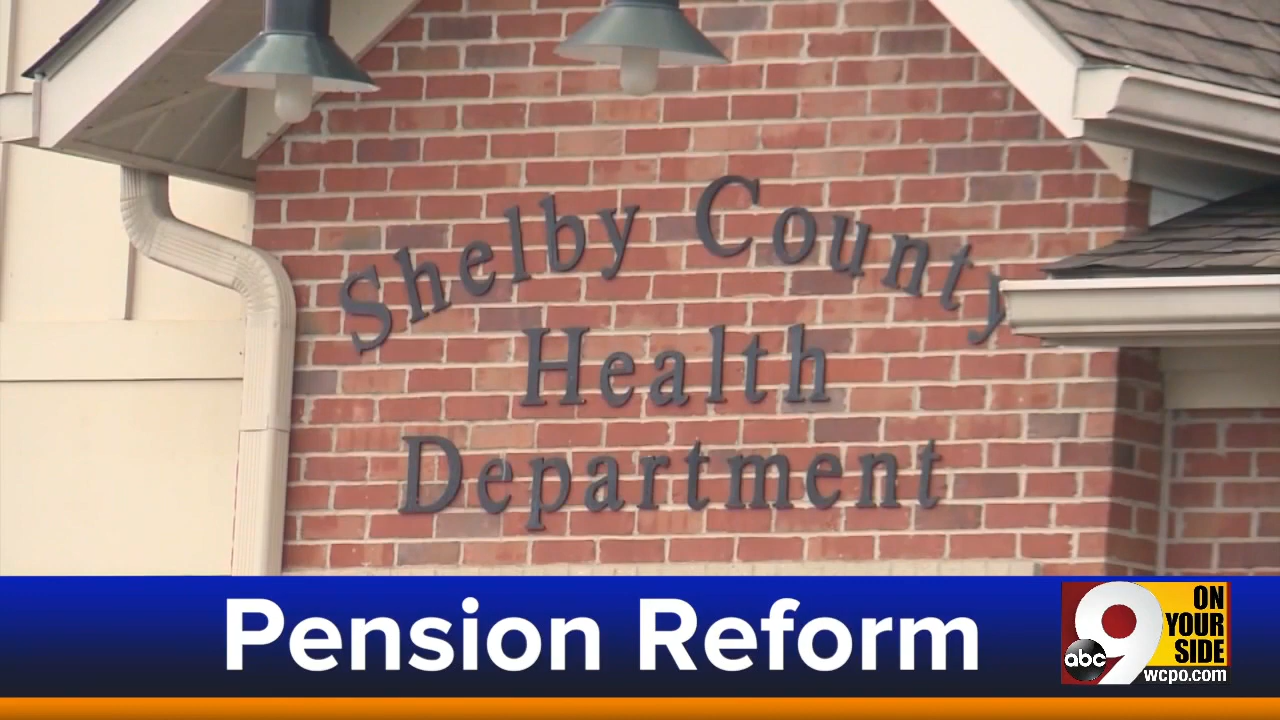 Shelby County
Health
Department
Pension Reform
9
abc
ON
YOUR
SIDE
wcpo.com